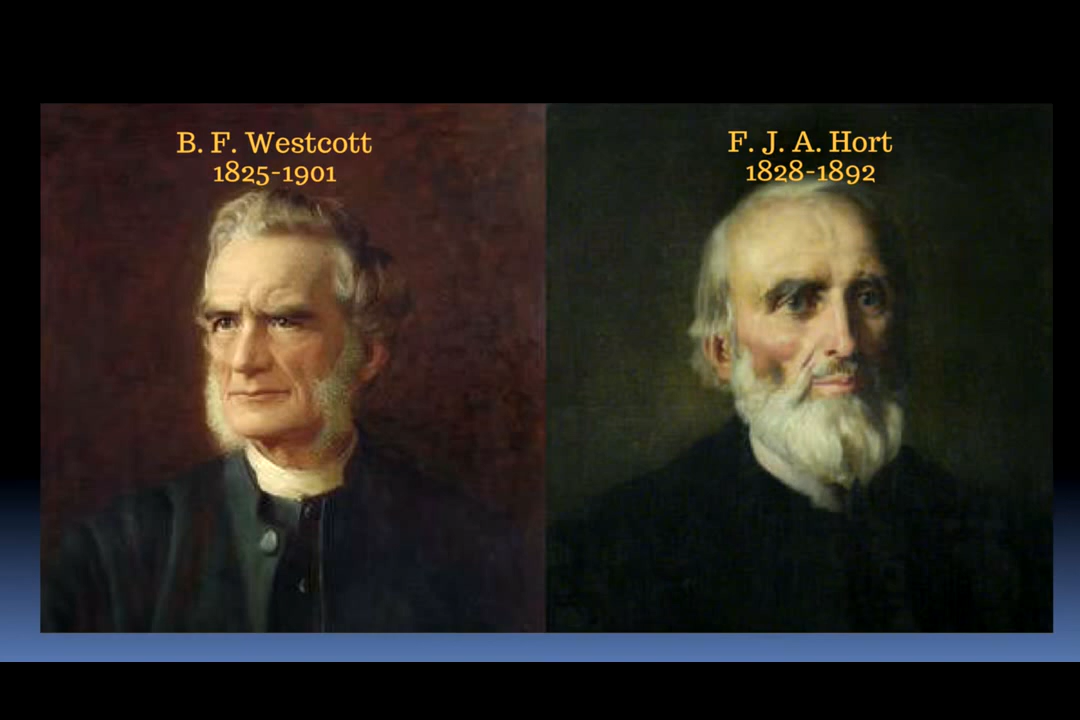 B. F. Westcott
1825-1901
F. J. A. Hort
1828-1892